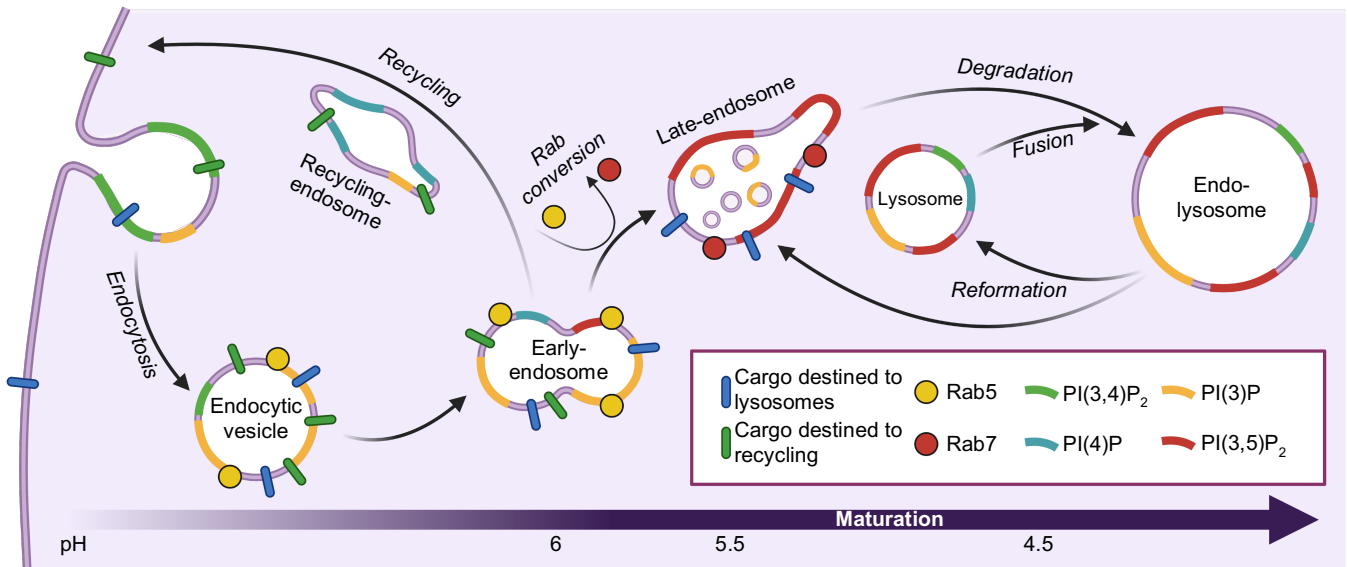 Recycling
Recycling-
endosome
Rab
conversion
Late-endosome
Degradation
Fusion
Lysosome
Endo-
lysosome
Reformation
Endocytosis
Endocytic
vesicle
Early-
endosome
Cargo destined to
lysosomes
Rab5
PI(3,4)P₂
PI(3)P
Cargo destined to
recycling
Rab7
PI(4)P
PI(3,5)P₂
Maturation
pH
6
5.5
4.5